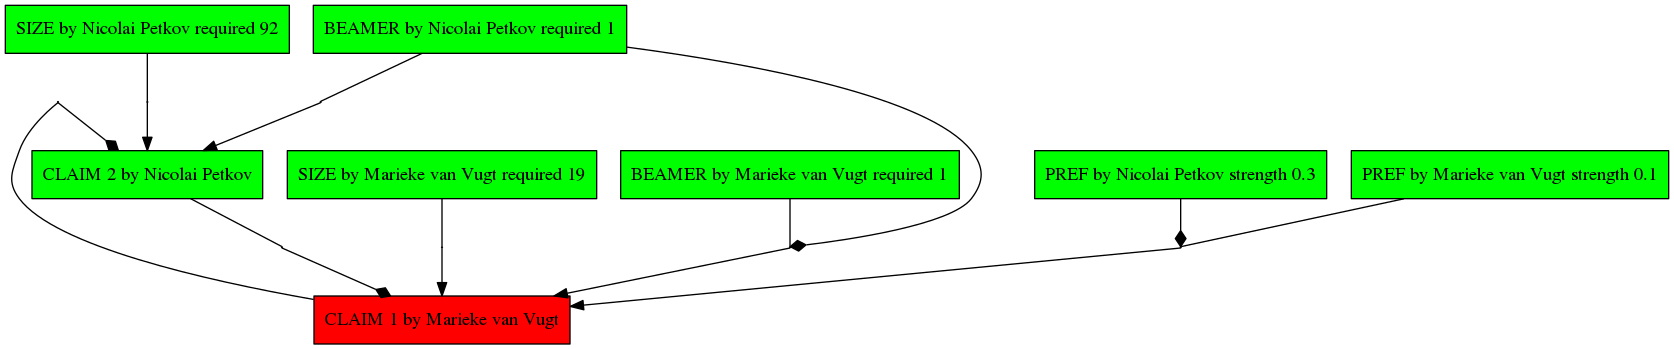 SIZE by Nicolai Petkov required 92
BEAMER by Nicolai Petkov required 1
CLAIM 2 by Nicolai Petkov
SIZE by Marieke van Vugt required 19
BEAMER by Marieke van Vugt required 1
PREF by Nicolai Petkov strength 0.3
PREF by Marieke van Vugt strength 0.1
CLAIM 1 by Marieke van Vugt